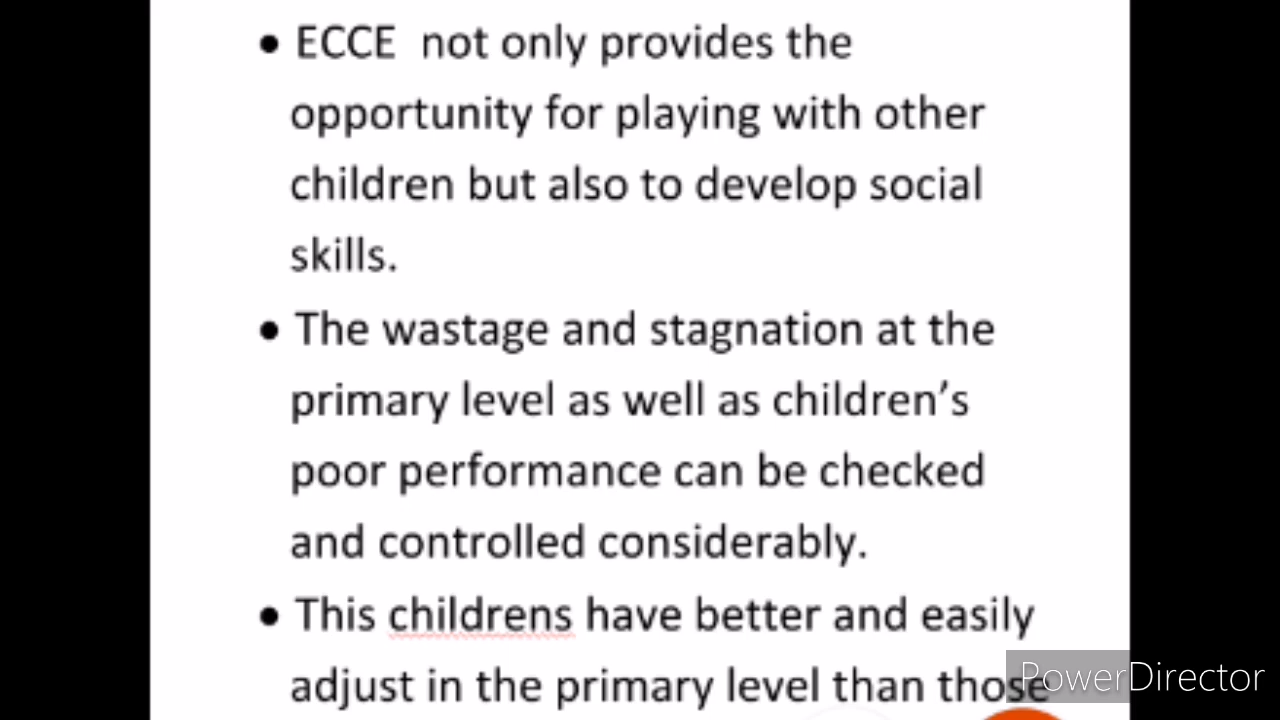 • ECCE  not only provides the
opportunity for playing with other
children but also to develop social
skills.
• The wastage and stagnation at the
primary level as well as children’s
poor performance can be checked
and controlled considerably.
• This childrens have better and easily
adjust in the primary level than those
PowerDirector